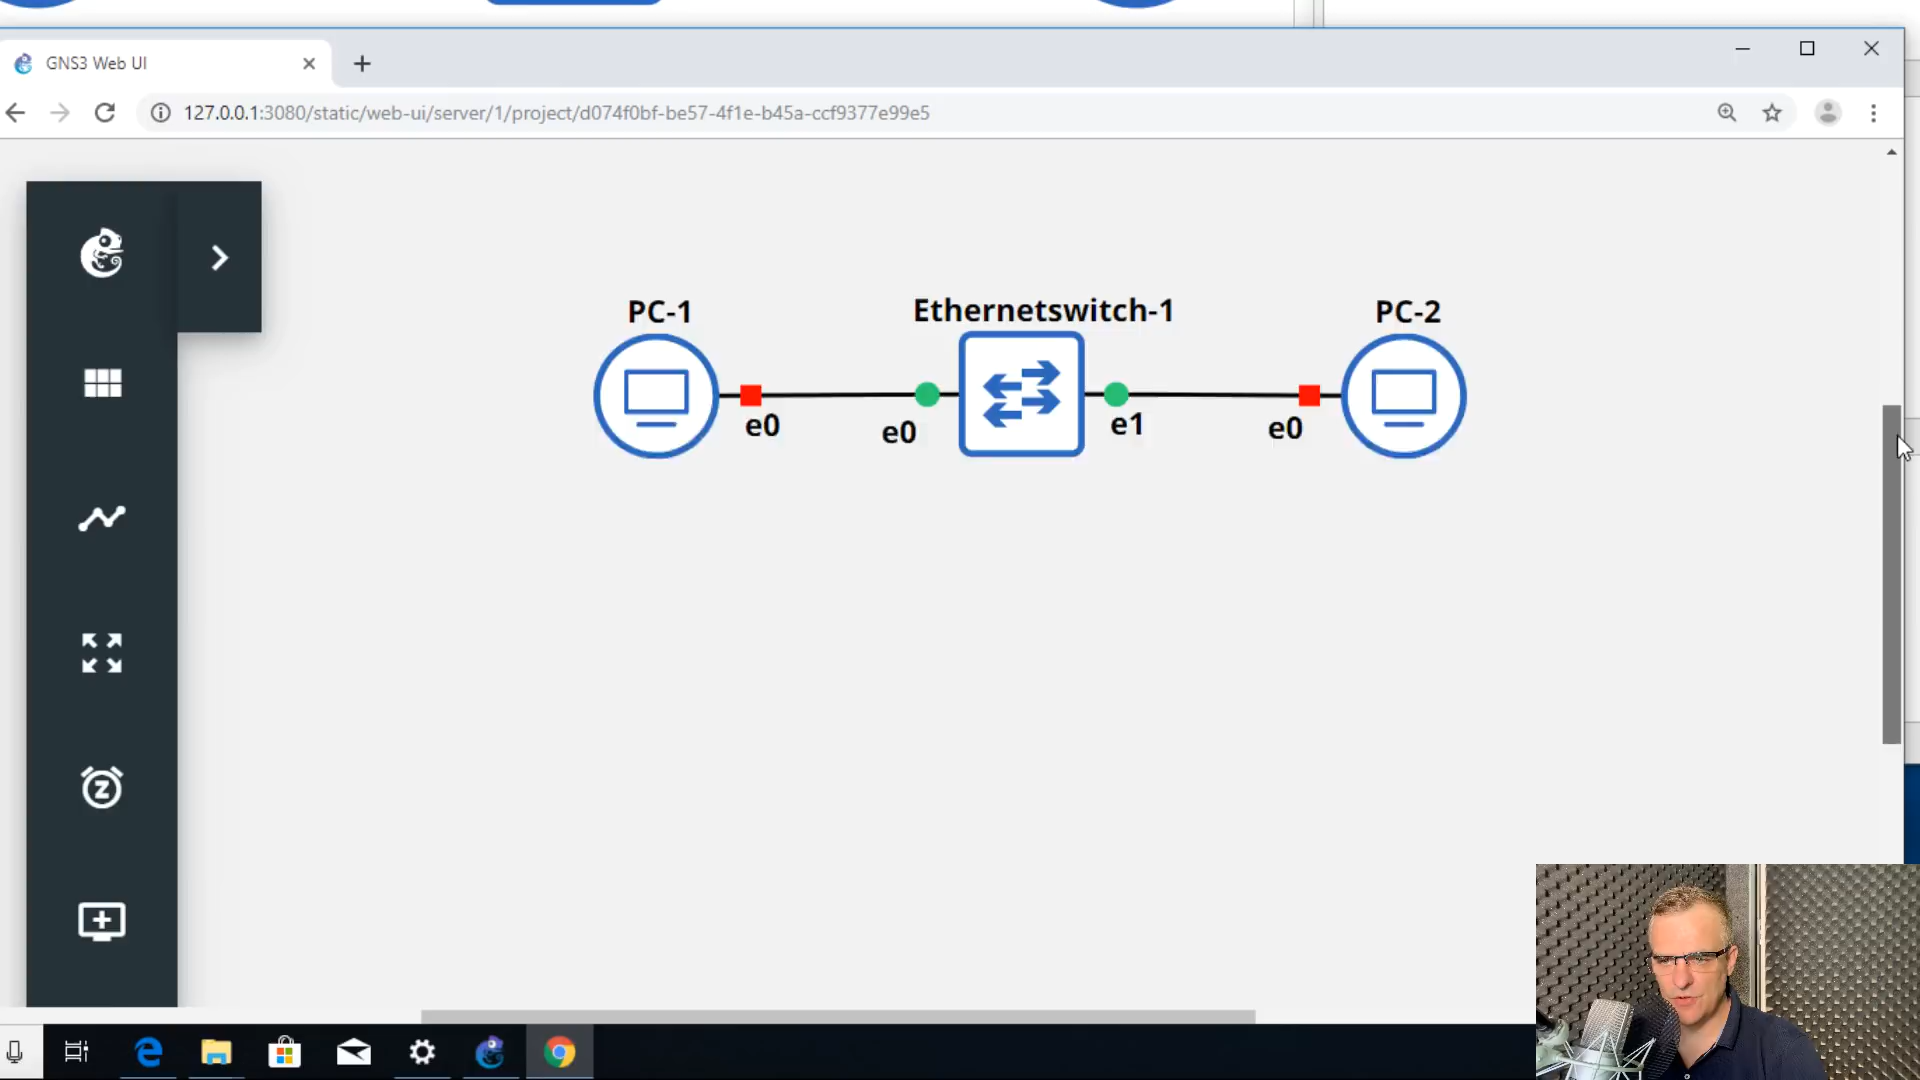 GNS3 Web UI
127.0.0.1:3080/static/web-ui/server/1/project/d074f0bf-be57-4f1e-b45a-ccf9377e99e5
PC-1
Ethernetswitch-1
PC-2
e0
e0
e1
e0